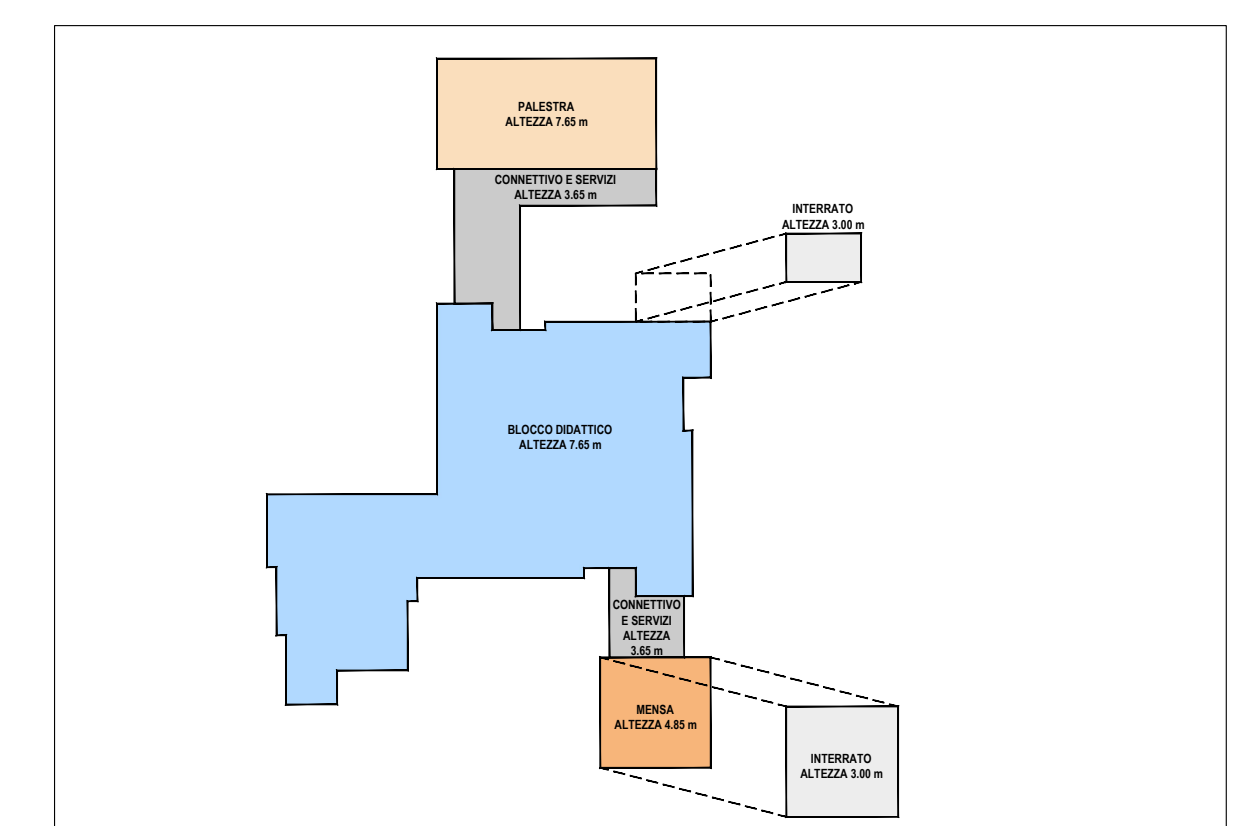 PALESTRA
ALTEZZA 7.65 m
CONNETTIVO E SERVIZI
ALTEZZA 3.65 m
INTERRATO
ALTEZZA 3.00 m
BLOCCO DIDATTICO
ALTEZZA 7.65 m
CONNETTIVO
E SERVIZI
ALTEZZA
3.65 m
MENSA
ALTEZZA 4.85 m
INTERRATO
ALTEZZA 3.00 m